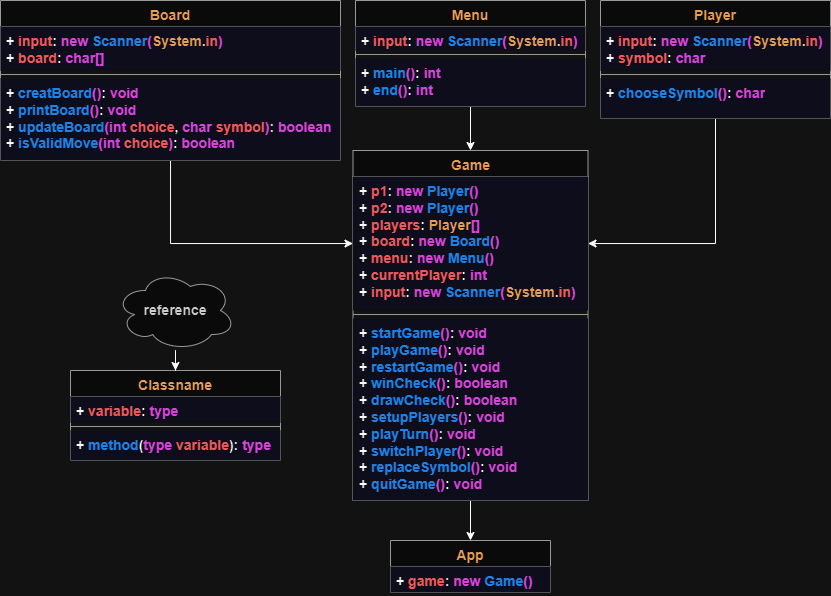 Board
+ input: new Scanner(System.in)
+ board: char[]
+ creatBoard(): void
+ printBoard(): void
+ updateBoard(int choice, char symbol): boolean
+ isValidMove(int choice): boolean
Menu
+ input: new Scanner(System.in)
+ main(): int
+ end(): int
Player
+ input: new Scanner(System.in)
+ symbol: char
+ chooseSymbol(): char
Game
+ p1: new Player()
+ p2: new Player()
+ players: Player[]
+ board: new Board()
+ menu: new Menu()
+ currentPlayer: int
+ input: new Scanner(System.in)
+ startGame(): void
+ playGame(): void
+ restartGame(): void
+ winCheck(): boolean
+ drawCheck(): boolean
+ setupPlayers(): void
+ playTurn(): void
+ switchPlayer(): void
+ replaceSymbol(): void
+ quitGame(): void
reference
Classname
+ variable: type
+ method(type variable): type
App
+ game: new Game()